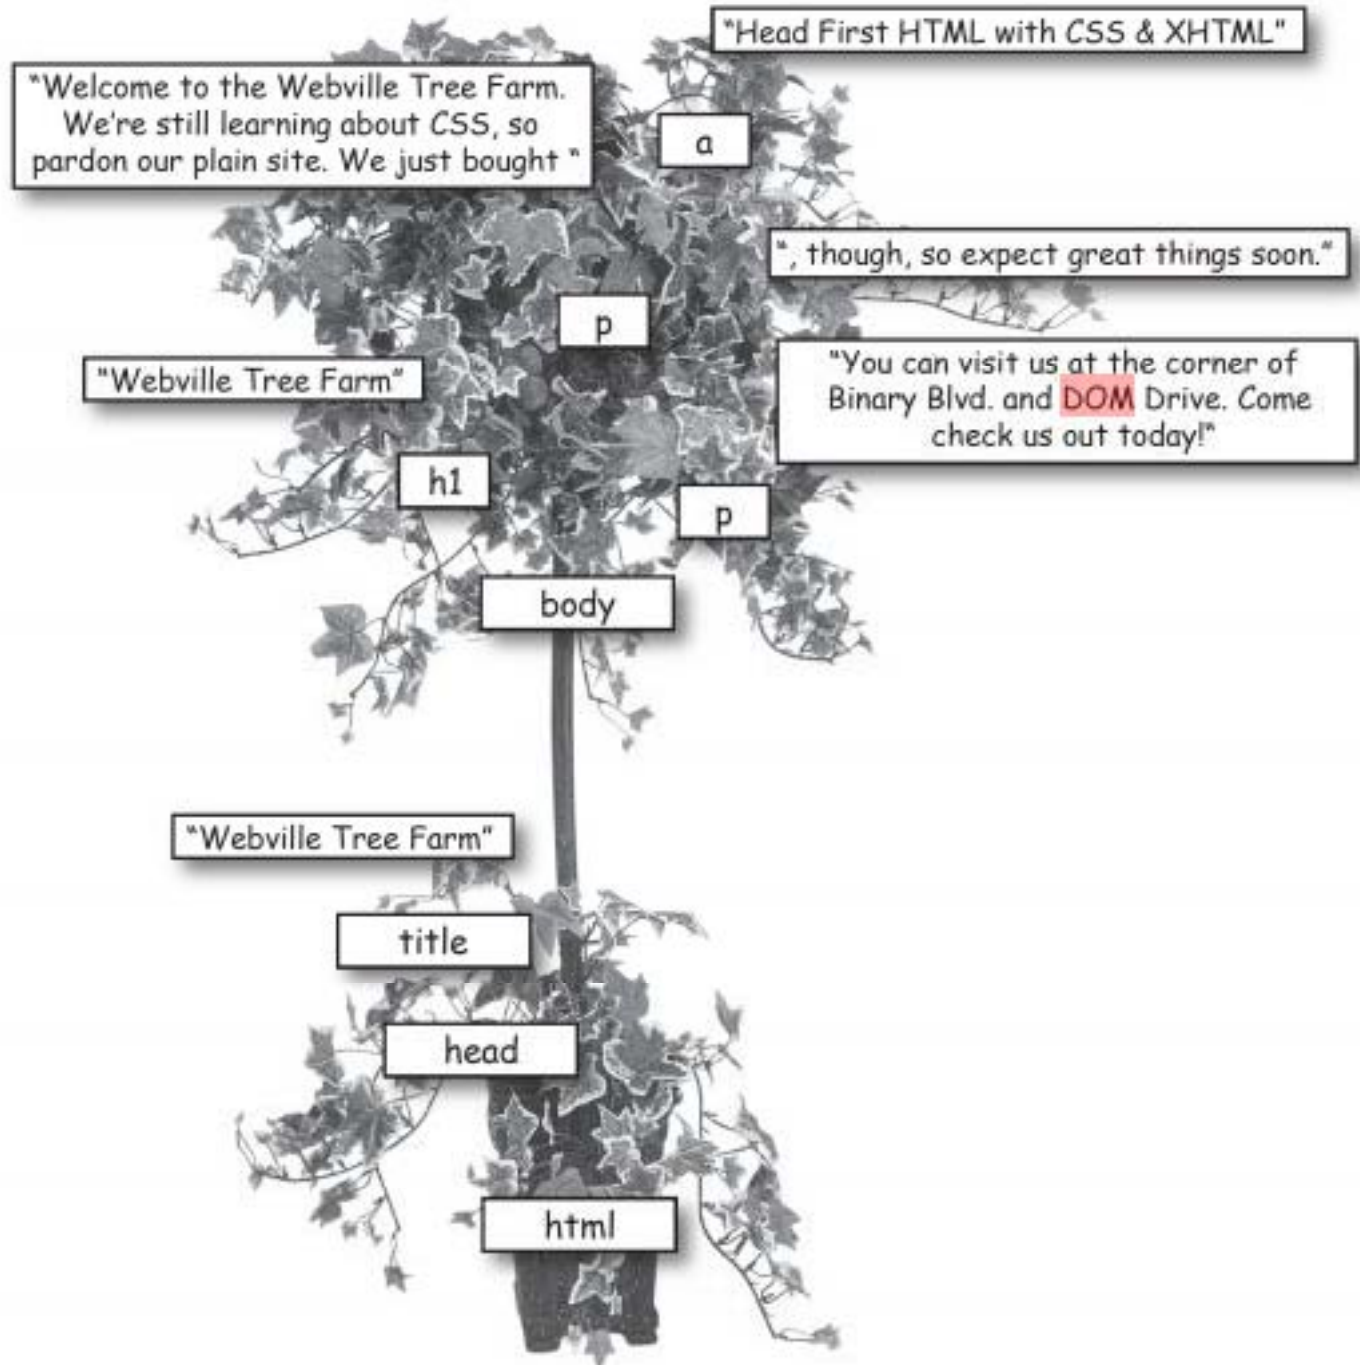 "Head First HTML with CSS & XHTML"
"Welcome to the Webville Tree Farm.
We're still learning about CSS, so
pardon our plain site. We just bought "
a
", though, so expect great things soon."
p
"Webville Tree Farm"
"You can visit us at the corner of
Binary Blvd. and DOM Drive. Come
check us out today!"
h1
p
body
"Webville Tree Farm"
title
head
html